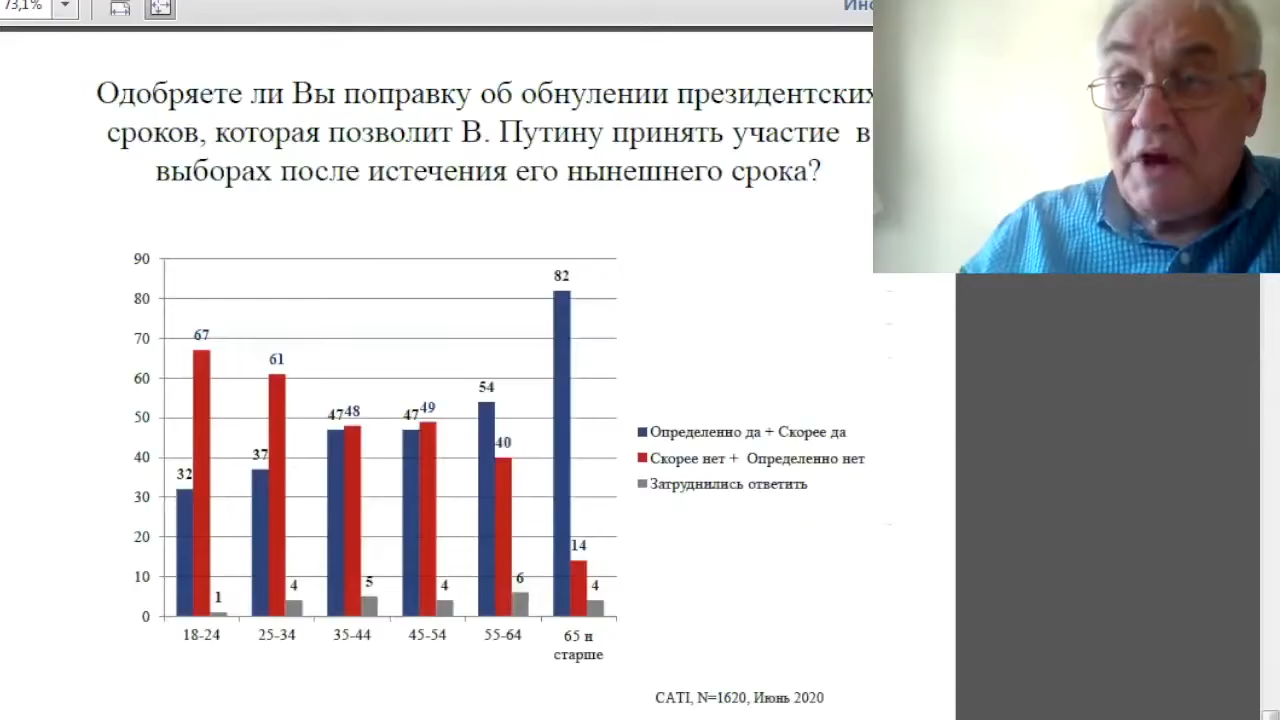 73,1%
Одобряете ли Вы поправку об обнулении президентских
сроков, которая позволит В. Путину принять участие в
выборах после истечения его нынешнего срока?
90
80
70
60
50
40
30
20
10
0
32 67 1
37 61 4
47 48 5
47 49 4
54 40 6
82 14 4
18-24 25-34 35-44 45-54 55-64 65 и
старше
Определенно да + Скорее да
Скорее нет + Определенно нет
Затруднились ответить
CATI, N=1620, Июнь 2020